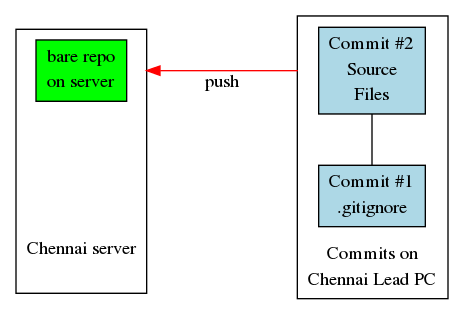 bare repo
on server
Chennai server
push
Commit #2
Source
Files
Commit #1
.gitignore
Commits on
Chennai Lead PC